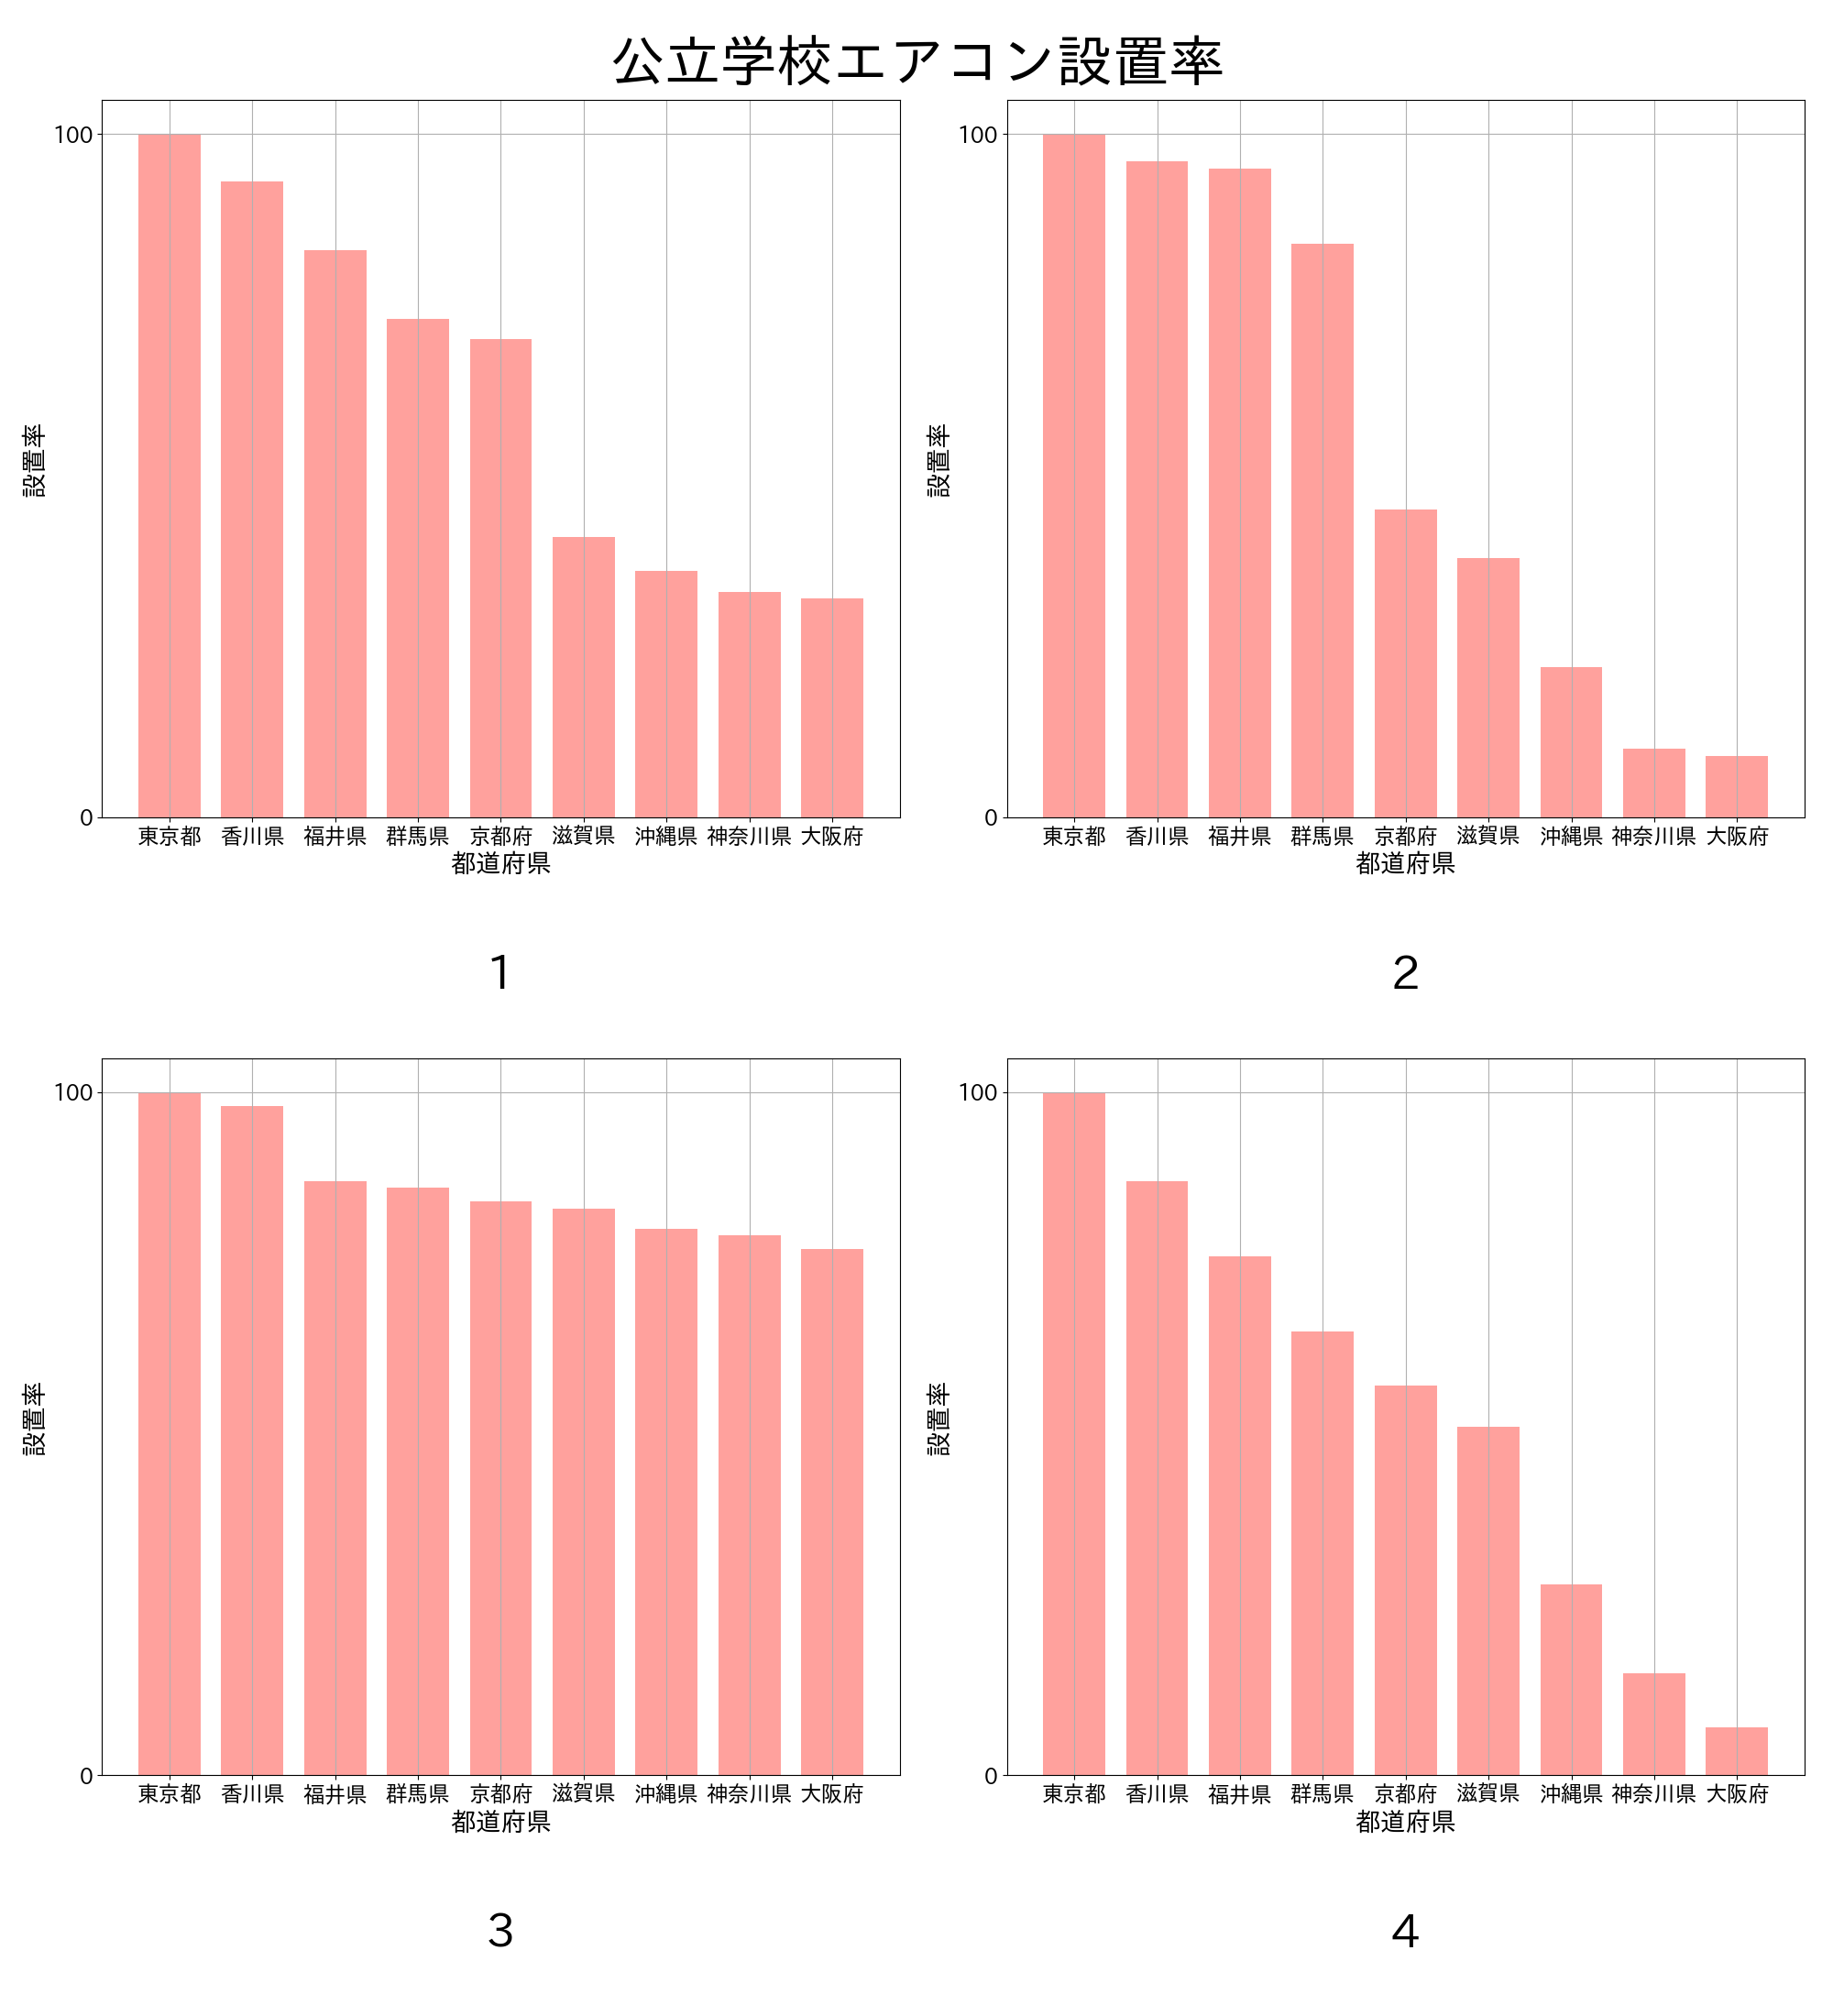 公立学校エアコン設置率
100
0
設置率
東京都 香川県 福井県 群馬県 京都府 滋賀県 沖縄県 神奈川県 大阪府
都道府県
1
100
0
設置率
東京都 香川県 福井県 群馬県 京都府 滋賀県 沖縄県 神奈川県 大阪府
都道府県
2
100
0
設置率
東京都 香川県 福井県 群馬県 京都府 滋賀県 沖縄県 神奈川県 大阪府
都道府県
3
100
0
設置率
東京都 香川県 福井県 群馬県 京都府 滋賀県 沖縄県 神奈川県 大阪府
都道府県
4